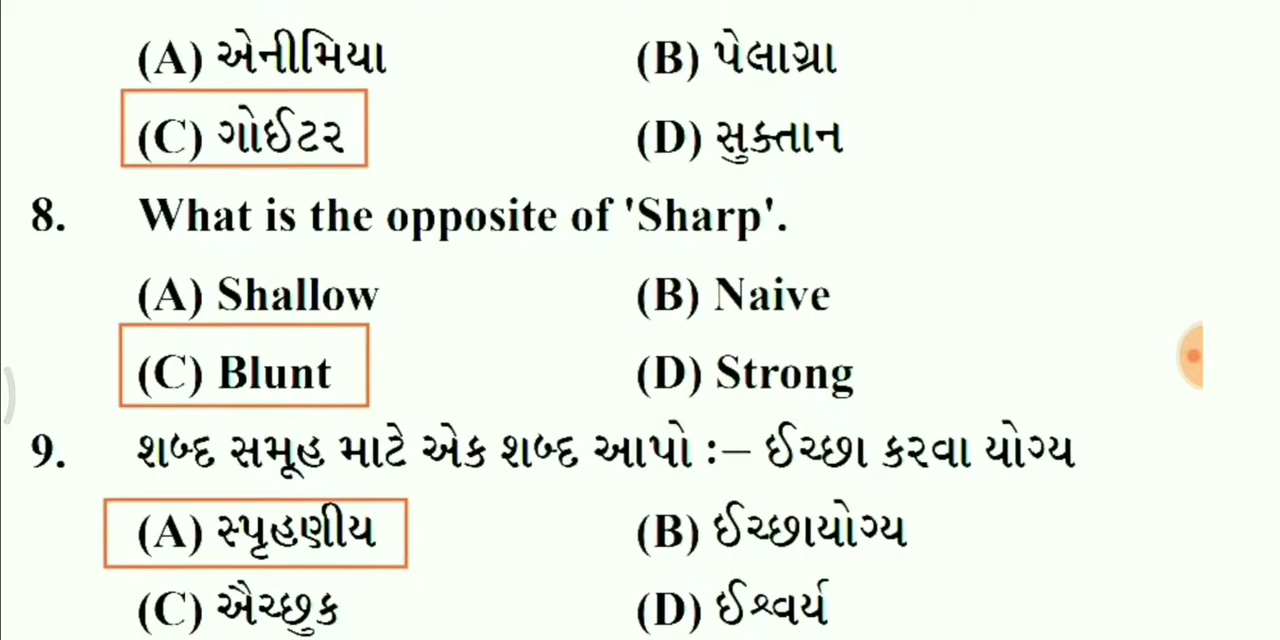 (A) એનીમિયા (B) પેલાગ્રા
(C) ગોઈટર (D) સુક્તાન
8. What is the opposite of 'Sharp'.
(A) Shallow (B) Naive
(C) Blunt (D) Strong
9. શબ્દ સમૂહ માટે એક શબ્દ આપો :– ઈચ્છા કરવા યોગ્ય
(A) સ્પૃહણીય (B) ઈચ્છાયોગ્ય
(C) ઐચ્છુક (D) ઈશ્વર્ય